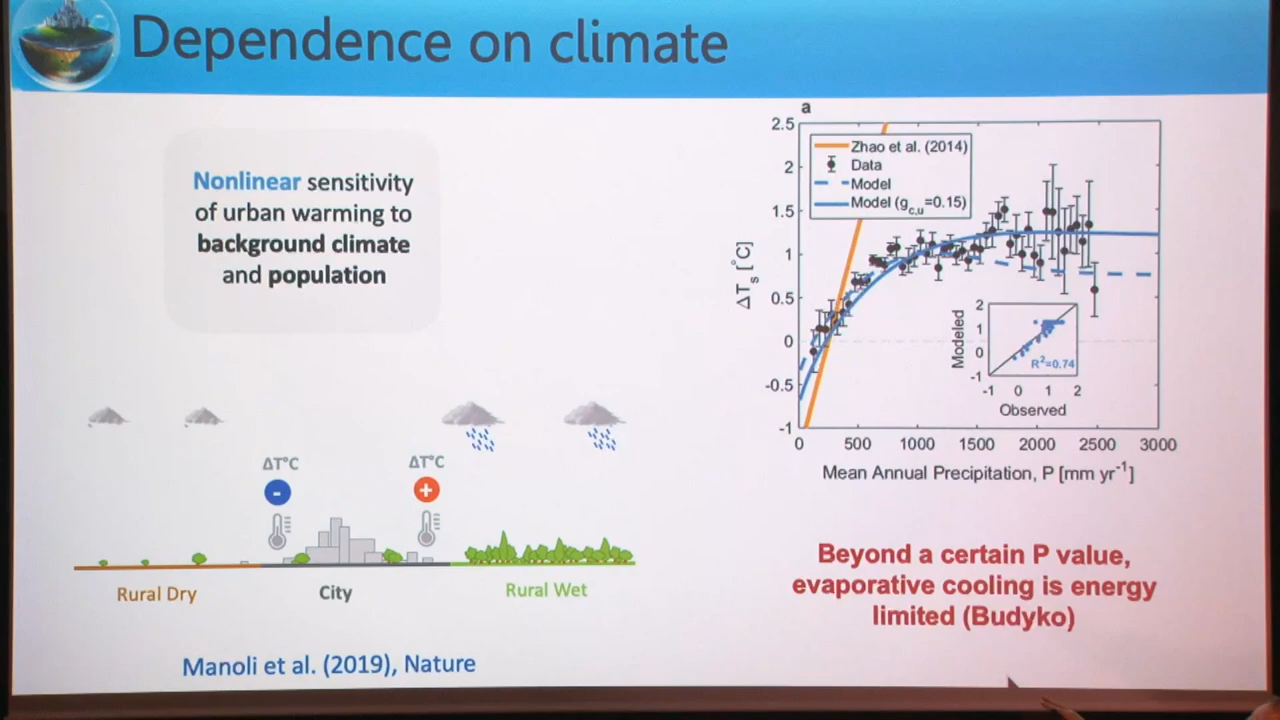 Dependence on climate
Nonlinear sensitivity
of urban warming to
background climate
and population
ΔT°C
-
ΔT°C
+
Rural Dry
City
Rural Wet
Manoli et al. (2019), Nature
a
Zhao et al. (2014)
Data
Model
Model (g_c,u=0.15)
ΔT_s [°C]
2.5
2
1.5
1
0.5
0
-0.5
-1
0 500 1000 1500 2000 2500 3000
Mean Annual Precipitation, P [mm yr⁻¹]
Modeled
2
1
0
-1
R²=0.74
-1 0 1 2
Observed
Beyond a certain P value,
evaporative cooling is energy
limited (Budyko)